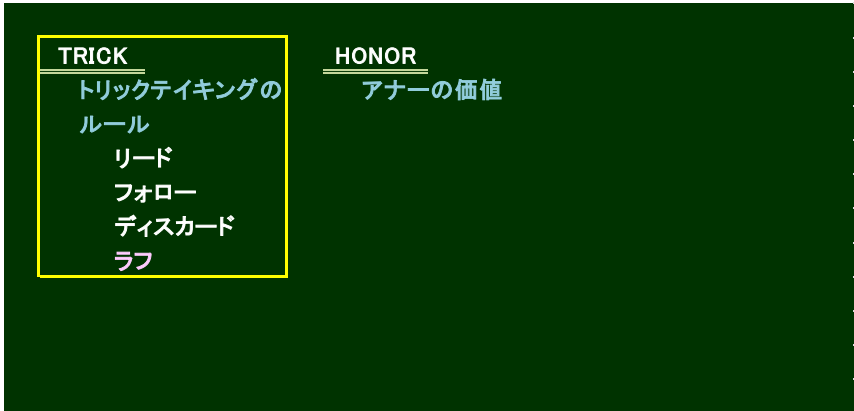 TRICK
トリックテイキングの
ルール
リード
フォロー
ディスカード
ラフ
HONOR
アナーの価値